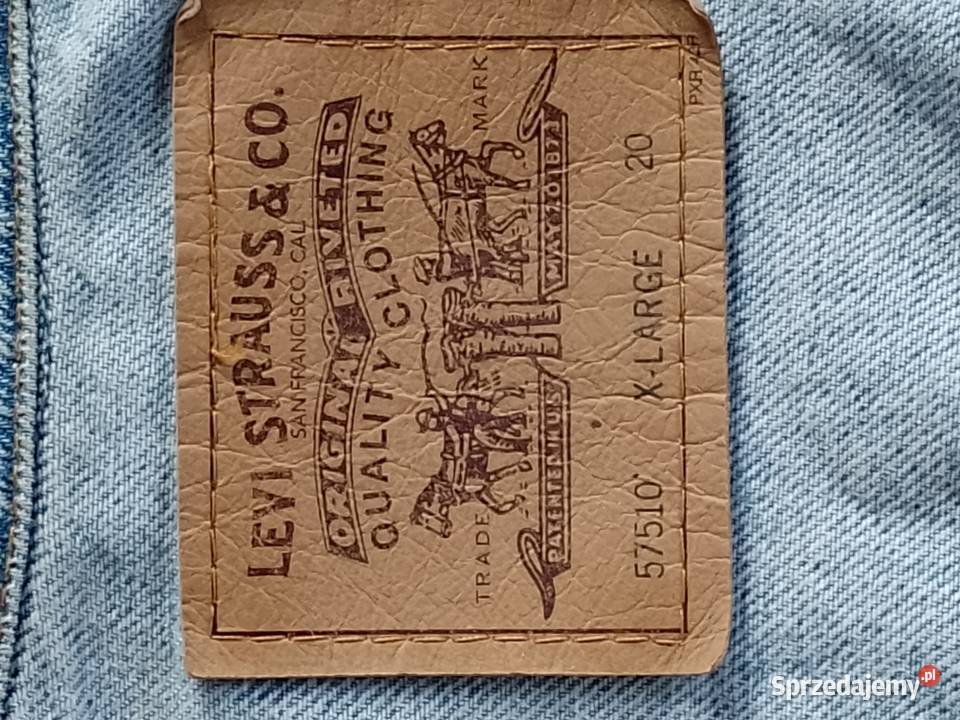 LEVI STRAUSS & CO.
SAN FRANCISCO, CAL.
ORIGINAL RIVETED
QUALITY CLOTHING
TRADE MARK
PATENTED IN U.S. MAY 20 1873
57510 X-LARGE 20
Sprzedajemy.pl